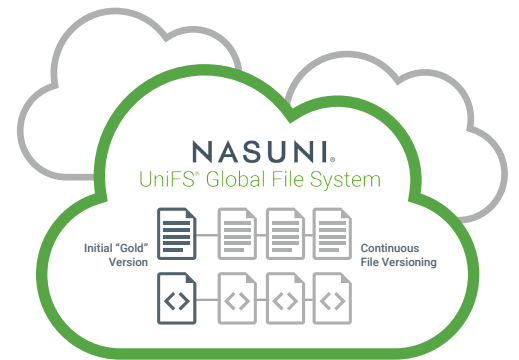 NASUNI®
UniFS® Global File System
Initial “Gold”
Version
Continuous
File Versioning